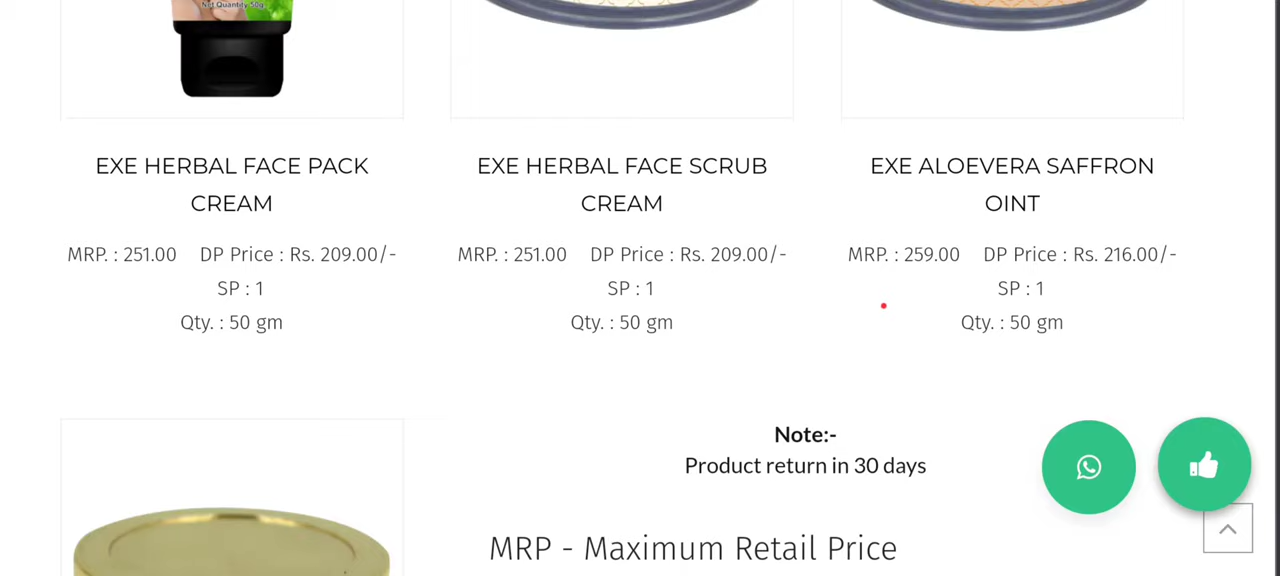 Net Quantity 50g.
EXE HERBAL FACE PACK
CREAM
MRP. : 251.00 DP Price : Rs. 209.00/-
SP : 1
Qty. : 50 gm
EXE HERBAL FACE SCRUB
CREAM
MRP. : 251.00 DP Price : Rs. 209.00/-
SP : 1
Qty. : 50 gm
EXE ALOEVERA SAFFRON
OINT
MRP. : 259.00 DP Price : Rs. 216.00/-
SP : 1
Qty. : 50 gm
Note:-
Product return in 30 days
MRP - Maximum Retail Price